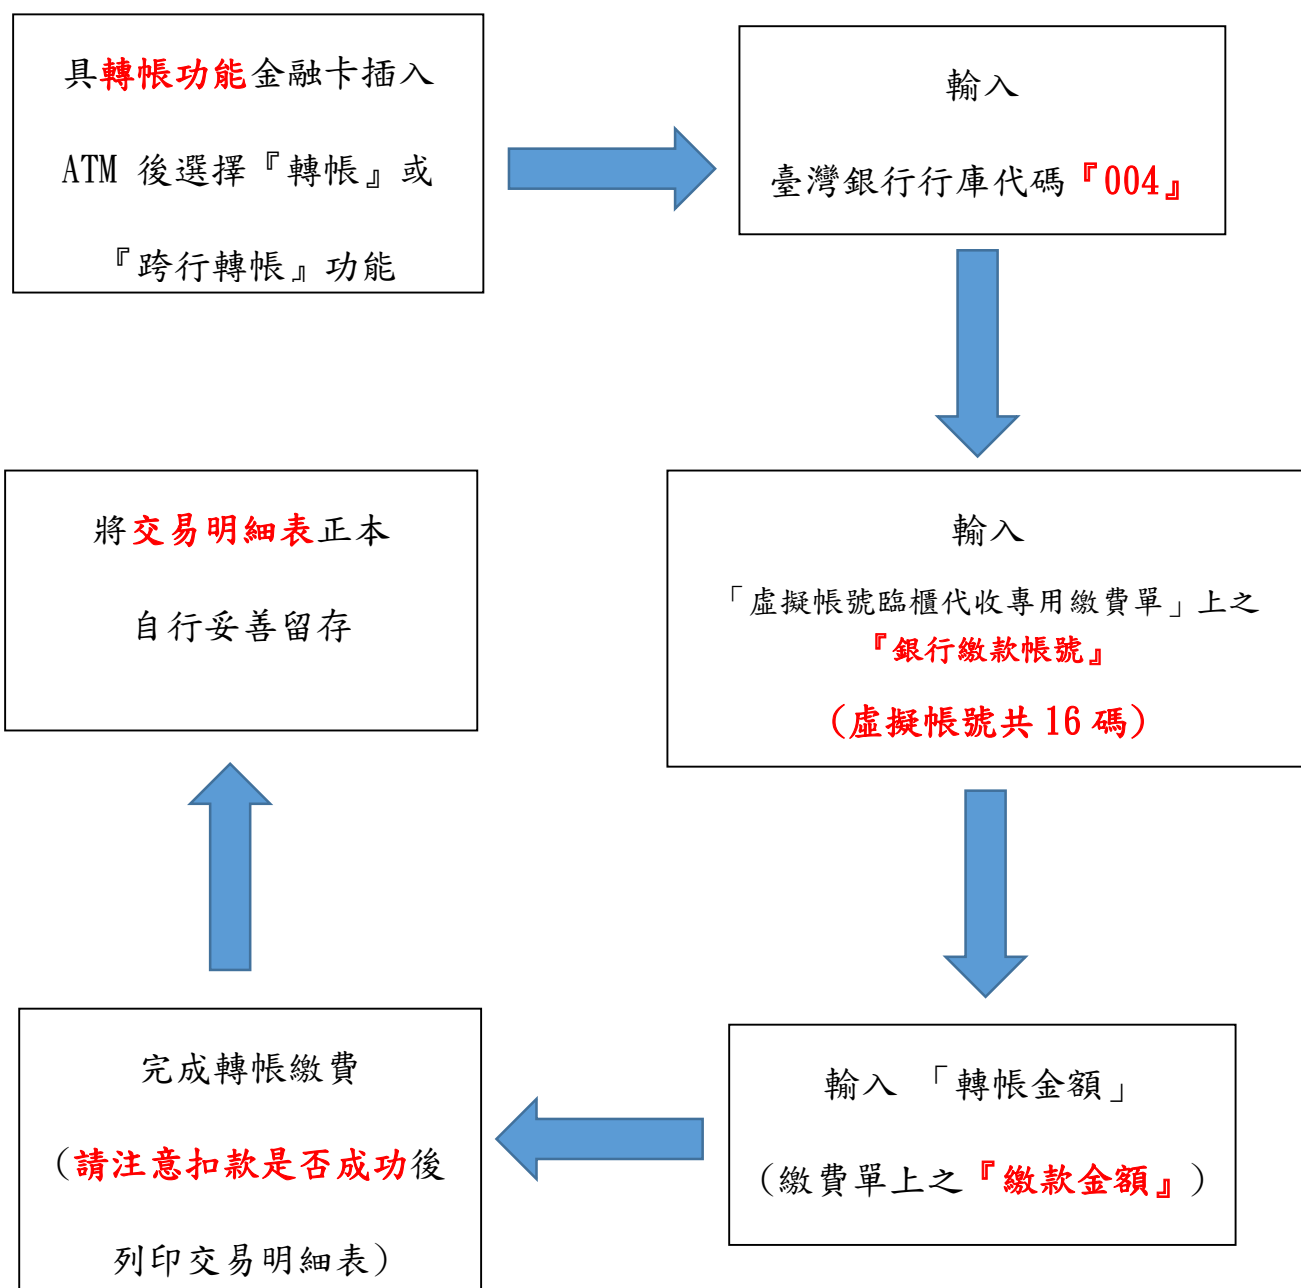 具轉帳功能金融卡插入
ATM 後選擇『轉帳』或
『跨行轉帳』功能
輸入
臺灣銀行行庫代碼『004』
輸入
「虛擬帳號臨櫃代收專用繳費單」上之
『銀行繳款帳號』
(虛擬帳號共 16 碼)
輸入 「轉帳金額」
(繳費單上之『繳款金額』)
完成轉帳繳費
(請注意扣款是否成功後
列印交易明細表)
將交易明細表正本
自行妥善留存